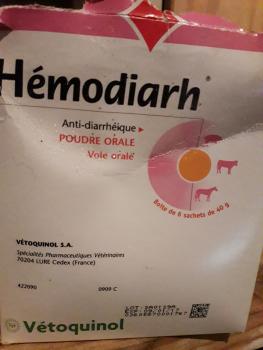 Hémodiarh®
Anti-diarrhéique
POUDRE ORALE
Voie orale
Boîte de 6 sachets de 40 g
VÉTOQUINOL S.A.
Spécialités Pharmaceutiques Vétérinaires
70204 LURE Cedex (France)
422090 0909 C
Vétoquinol